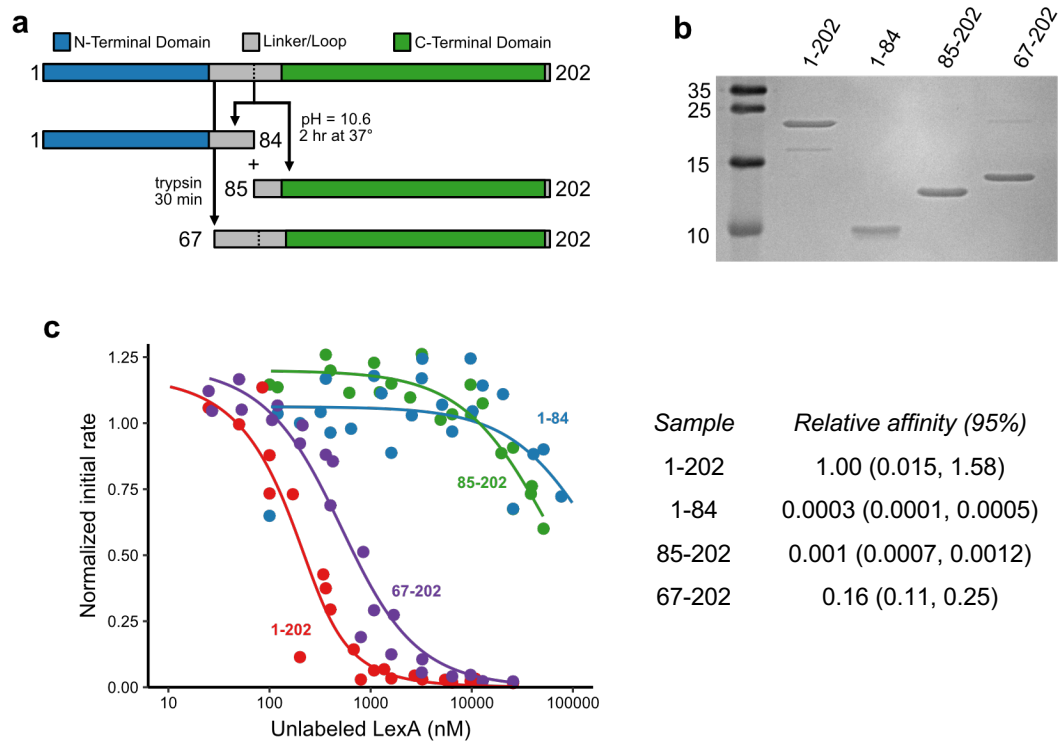 a
N-Terminal Domain Linker/Loop C-Terminal Domain
1 202
pH = 10.6
2 hr at 37°
1 84
+
trypsin
30 min
85 202
67 202
b
1-202 1-84 85-202 67-202
35
25
15
10
c
Normalized initial rate
1.25
1.00
0.75
0.50
0.25
0.00
1-84
85-202
67-202
1-202
10 100 1000 10000 100000
Unlabeled LexA (nM)
Sample Relative affinity (95%)
1-202 1.00 (0.015, 1.58)
1-84 0.0003 (0.0001, 0.0005)
85-202 0.001 (0.0007, 0.0012)
67-202 0.16 (0.11, 0.25)